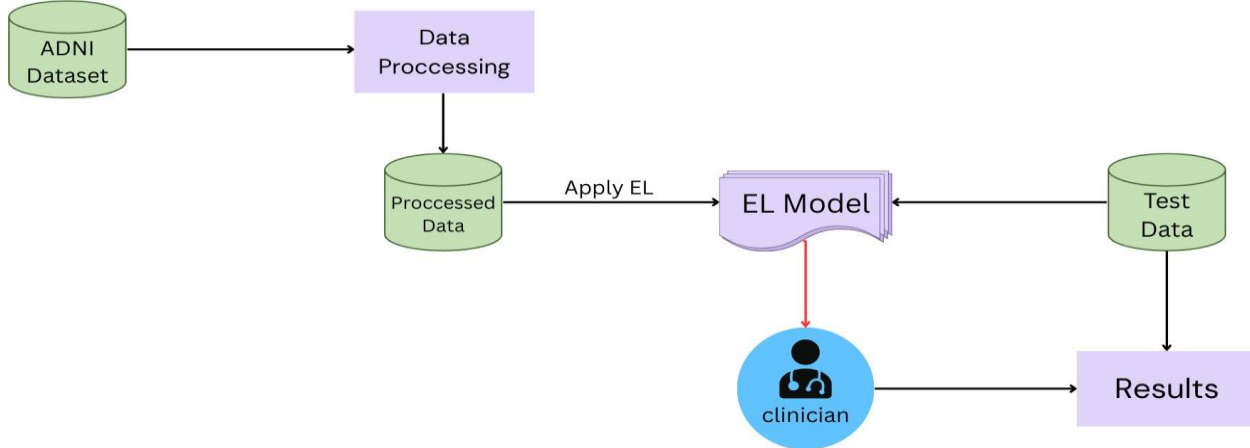 ADNI
Dataset
Data
Proccessing
Proccessed
Data
Apply EL
EL Model
Test
Data
clinician
Results